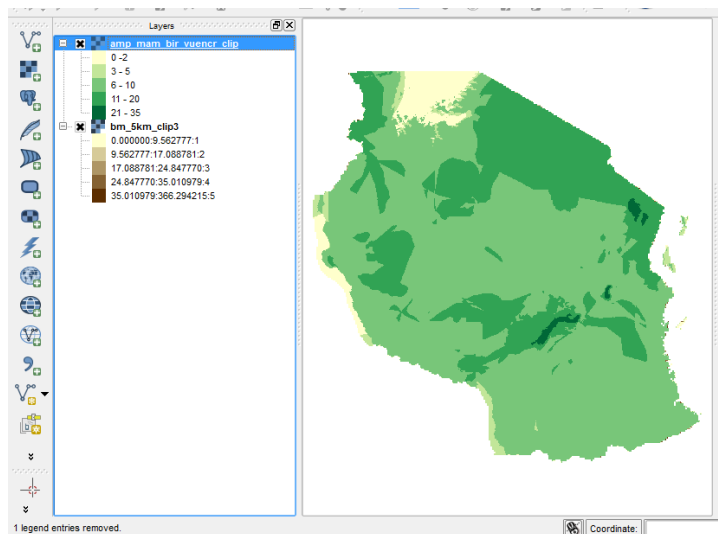 Layers
amp_mam_bir_vuencr_clip
0 -2
3 - 5
6 - 10
11 - 20
21 - 35
bm_5km_clip3
0.000000:9.562777:1
9.562777:17.088781:2
17.088781:24.847770:3
24.847770:35.010979:4
35.010979:366.294215:5
1 legend entries removed.
Coordinate: